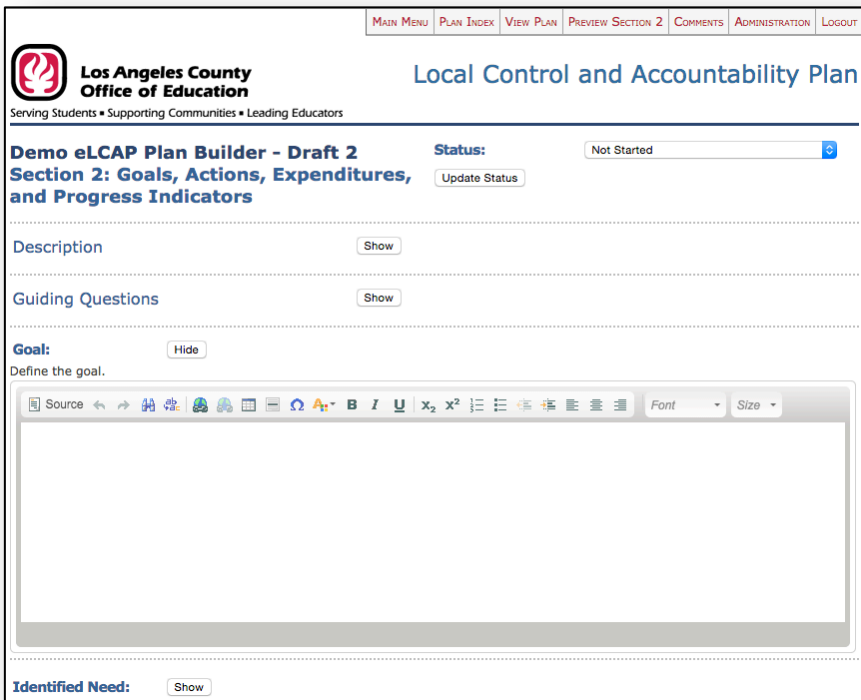 Main Menu Plan Index View Plan Preview Section 2 Comments Administration Logout
Los Angeles County
Office of Education
Serving Students ▪ Supporting Communities ▪ Leading Educators
Local Control and Accountability Plan
Demo eLCAP Plan Builder - Draft 2
Section 2: Goals, Actions, Expenditures,
and Progress Indicators
Status: Not Started
Update Status
Description Show
Guiding Questions Show
Goal: Hide
Define the goal.
Source B I U x₂ x² Font Size
Identified Need: Show